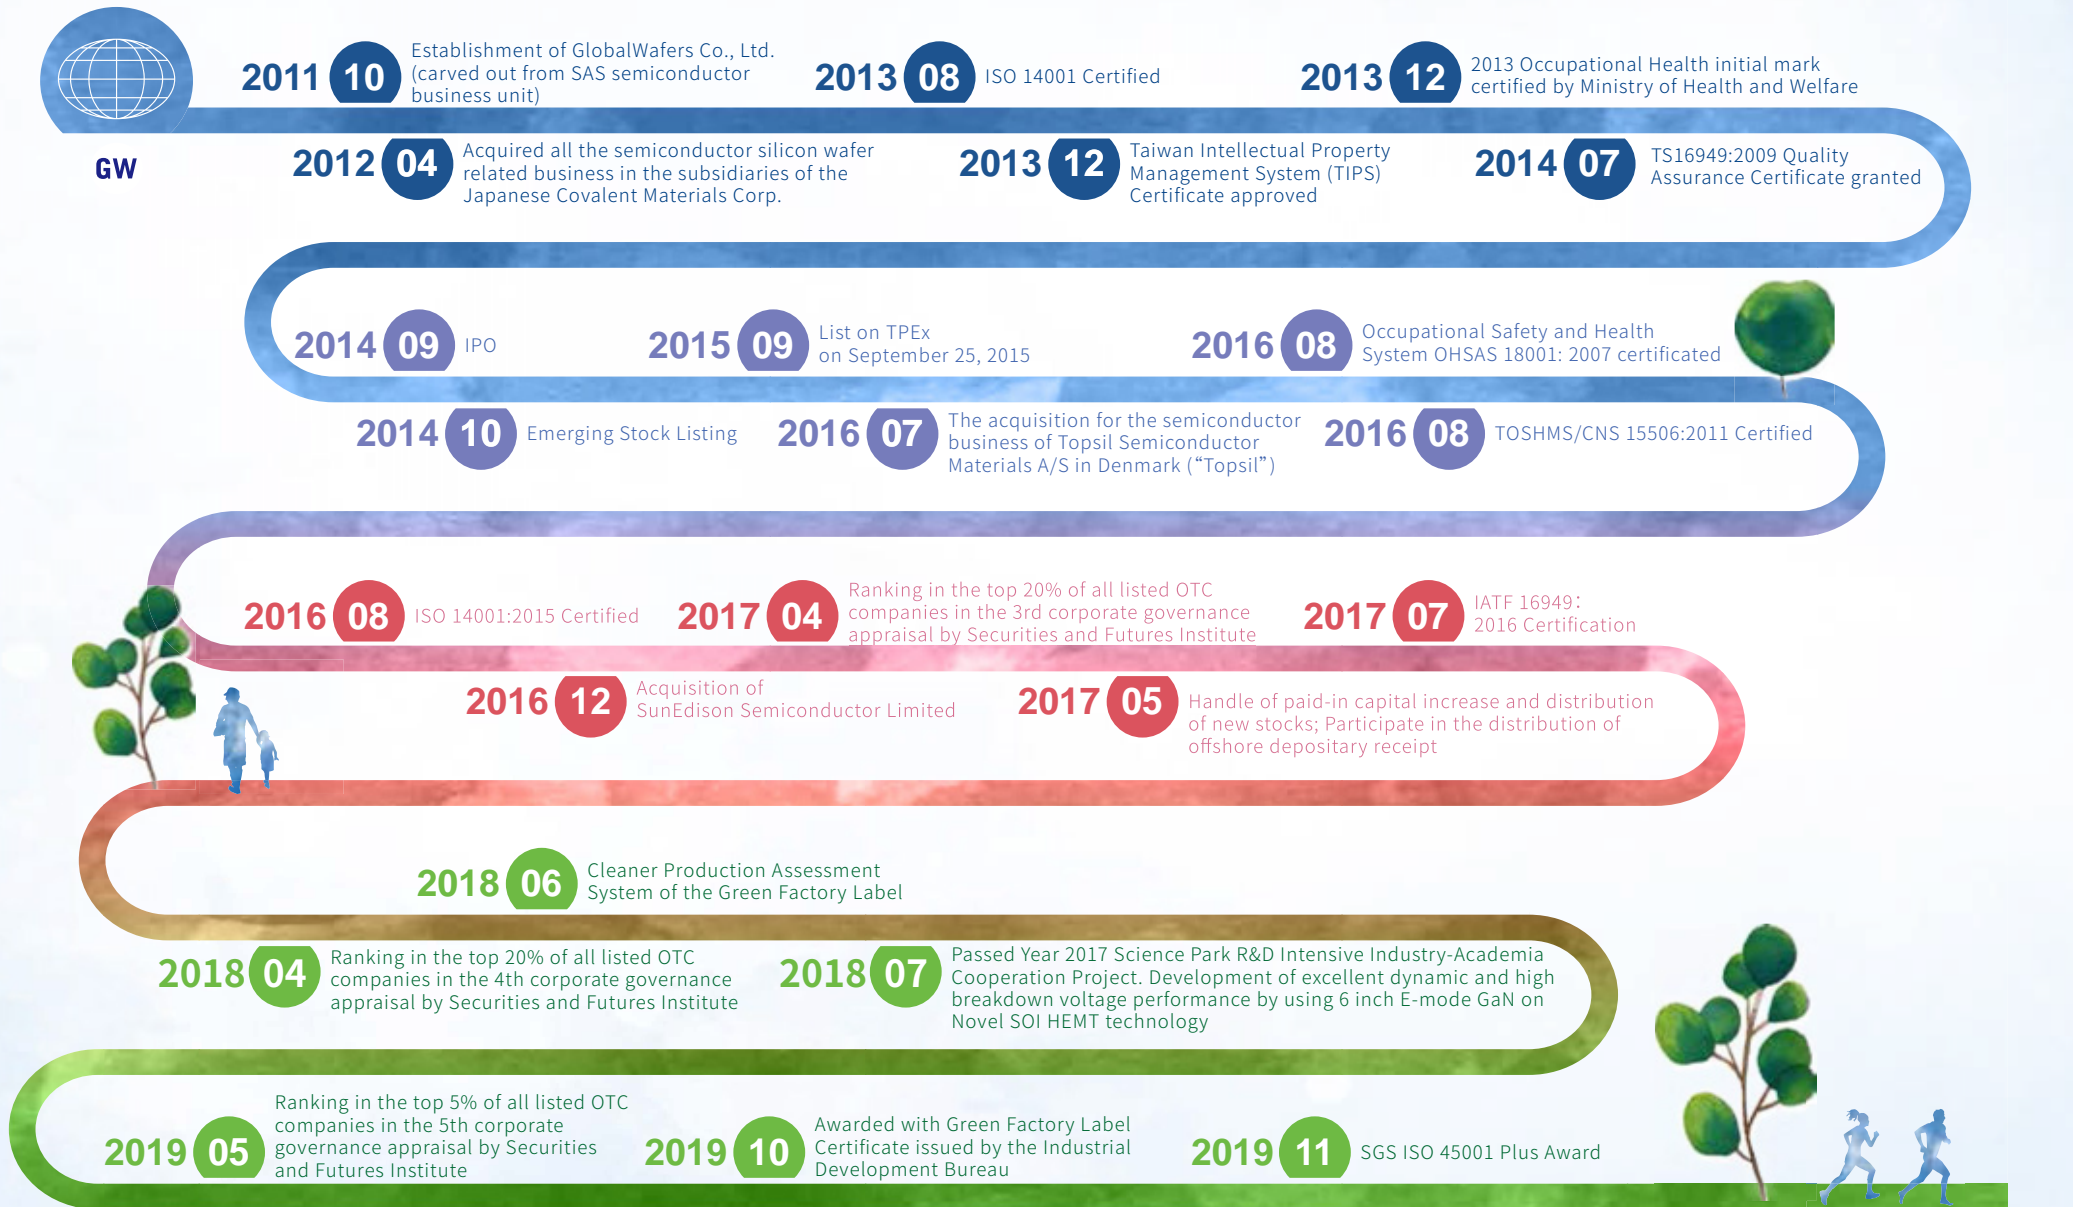 GW
2011 10
Establishment of GlobalWafers Co., Ltd.
(carved out from SAS semiconductor
business unit)
2012 04
Acquired all the semiconductor silicon wafer
related business in the subsidiaries of the
Japanese Covalent Materials Corp.
2013 08
ISO 14001 Certified
2013 12
Taiwan Intellectual Property
Management System (TIPS)
Certificate approved
2013 12
2013 Occupational Health initial mark
certified by Ministry of Health and Welfare
2014 07
TS16949:2009 Quality
Assurance Certificate granted
2014 09
IPO
2014 10
Emerging Stock Listing
2015 09
List on TPEx
on September 25, 2015
2016 07
The acquisition for the semiconductor
business of Topsil Semiconductor
Materials A/S in Denmark (“Topsil”)
2016 08
Occupational Safety and Health
System OHSAS 18001: 2007 certificated
2016 08
TOSHMS/CNS 15506:2011 Certified
2016 08
ISO 14001:2015 Certified
2016 12
Acquisition of
SunEdison Semiconductor Limited
2017 04
Ranking in the top 20% of all listed OTC
companies in the 3rd corporate governance
appraisal by Securities and Futures Institute
2017 05
Handle of paid-in capital increase and distribution
of new stocks; Participate in the distribution of
offshore depositary receipt
2017 07
IATF 16949：
2016 Certification
2018 04
Ranking in the top 20% of all listed OTC
companies in the 4th corporate governance
appraisal by Securities and Futures Institute
2018 06
Cleaner Production Assessment
System of the Green Factory Label
2018 07
Passed Year 2017 Science Park R&D Intensive Industry-Academia
Cooperation Project. Development of excellent dynamic and high
breakdown voltage performance by using 6 inch E-mode GaN on
Novel SOI HEMT technology
2019 05
Ranking in the top 5% of all listed OTC
companies in the 5th corporate
governance appraisal by Securities
and Futures Institute
2019 10
Awarded with Green Factory Label
Certificate issued by the Industrial
Development Bureau
2019 11
SGS ISO 45001 Plus Award